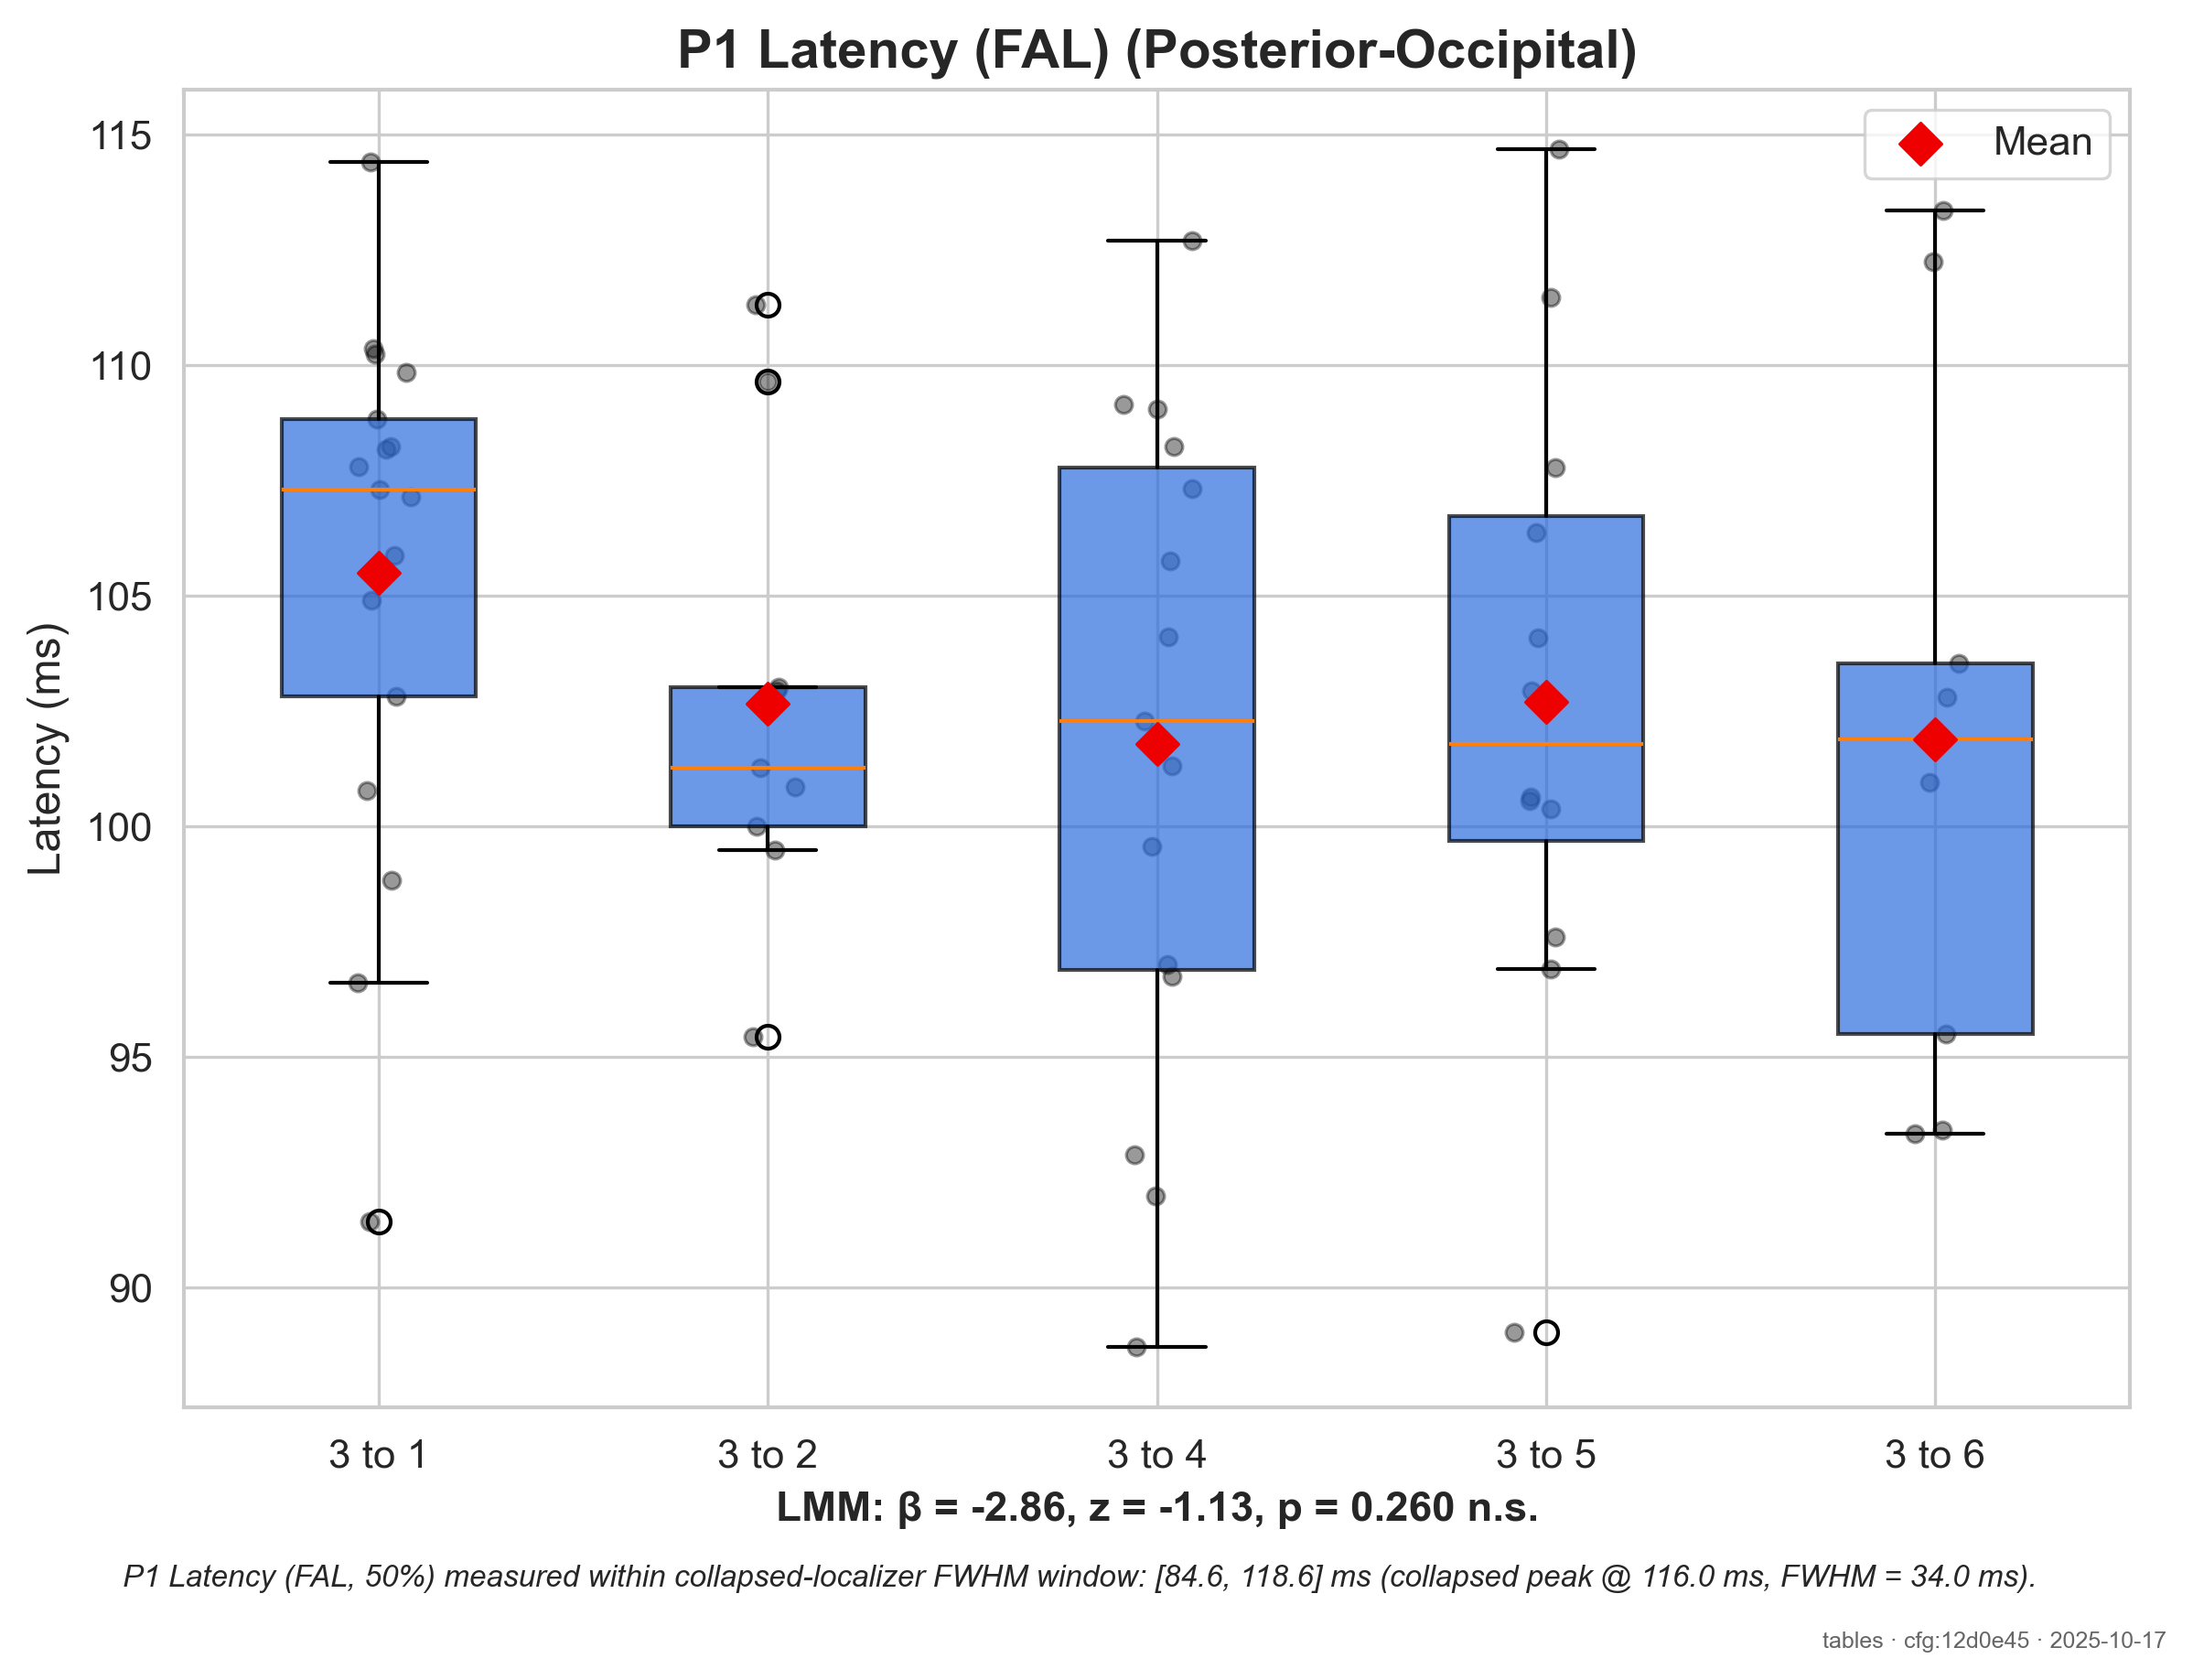 P1 Latency (FAL) (Posterior-Occipital)
Mean
115
110
105
100
95
90
Latency (ms)
3 to 1 3 to 2 3 to 4 3 to 5 3 to 6
LMM: β = -2.86, z = -1.13, p = 0.260 n.s.
P1 Latency (FAL, 50%) measured within collapsed-localizer FWHM window: [84.6, 118.6] ms (collapsed peak @ 116.0 ms, FWHM = 34.0 ms).
tables · cfg:12d0e45 · 2025-10-17